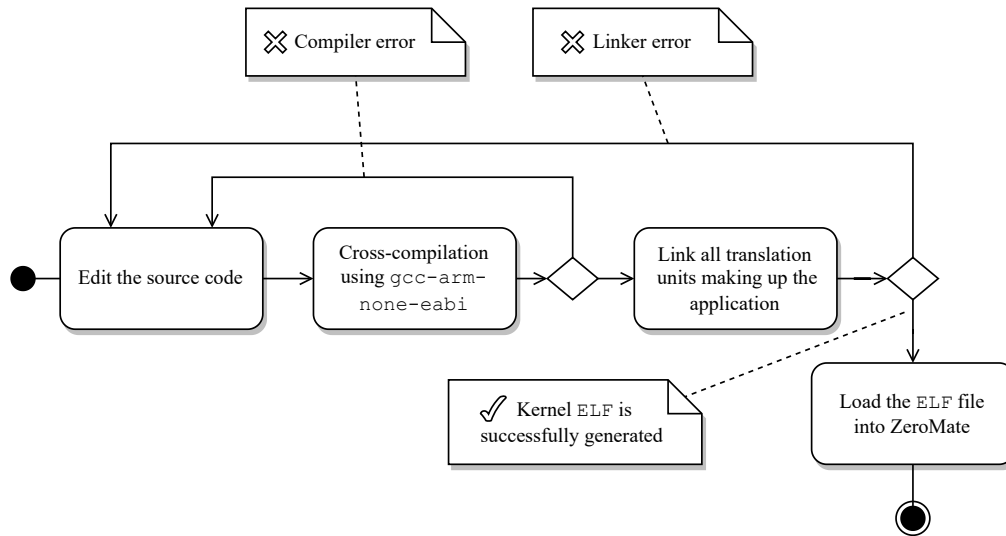 Compiler error
Linker error
Edit the source code
Cross-compilation
using gcc-arm-
none-eabi
Link all translation
units making up the
application
Kernel ELF is
successfully generated
Load the ELF file
into ZeroMate